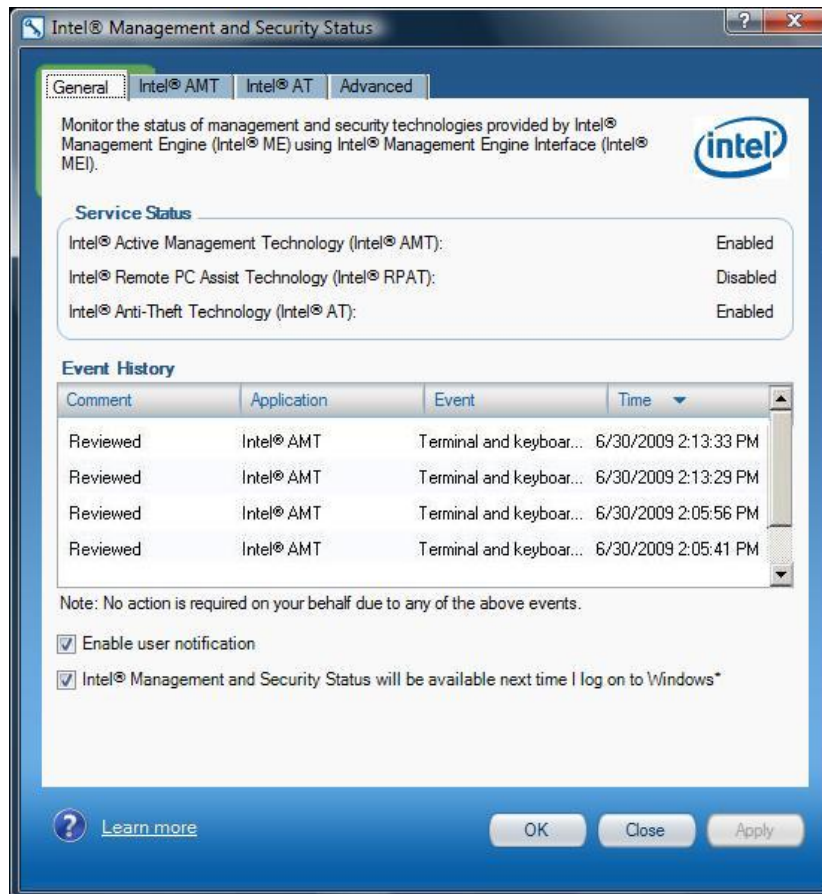 Intel® Management and Security Status
General
Intel® AMT
Intel® AT
Advanced
Monitor the status of management and security technologies provided by Intel®
Management Engine (Intel® ME) using Intel® Management Engine Interface (Intel®
MEI).
intel
Service Status
Intel® Active Management Technology (Intel® AMT): Enabled
Intel® Remote PC Assist Technology (Intel® RPAT): Disabled
Intel® Anti-Theft Technology (Intel® AT): Enabled
Event History
Comment Application Event Time
Reviewed Intel® AMT Terminal and keyboar... 6/30/2009 2:13:33 PM
Reviewed Intel® AMT Terminal and keyboar... 6/30/2009 2:13:29 PM
Reviewed Intel® AMT Terminal and keyboar... 6/30/2009 2:05:56 PM
Reviewed Intel® AMT Terminal and keyboar... 6/30/2009 2:05:41 PM
Note: No action is required on your behalf due to any of the above events.
Enable user notification
Intel® Management and Security Status will be available next time I log on to Windows*
? Learn more
OK
Close
Apply